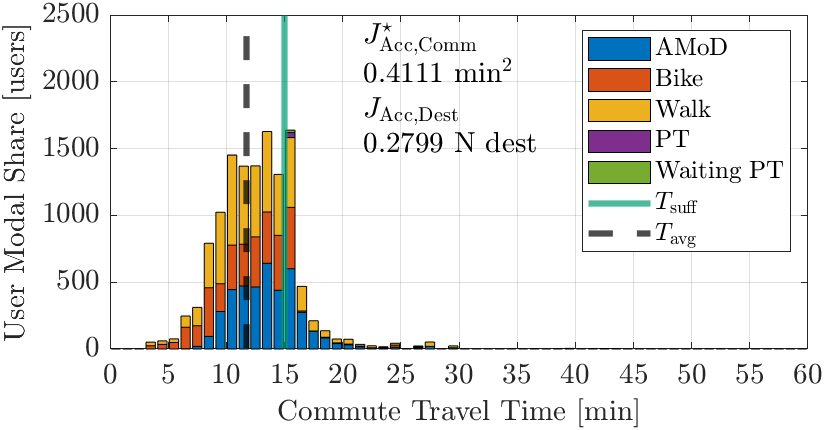 2500
2000
1500
1000
500
0
User Modal Share [users]
J⋆Acc,Comm
0.4111 min²
JAcc,Dest
0.2799 N dest
AMoD
Bike
Walk
PT
Waiting PT
Tsuff
Tavg
0 5 10 15 20 25 30 35 40 45 50 55 60
Commute Travel Time [min]